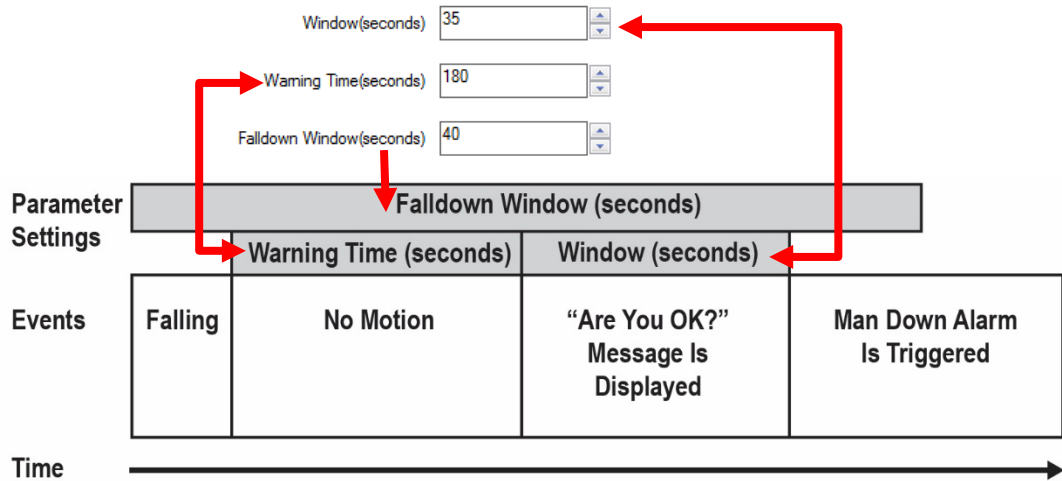 Window(seconds) 35
Warning Time(seconds) 180
Falldown Window(seconds) 40
Parameter
Settings
Falldown Window (seconds)
Warning Time (seconds) Window (seconds)
Events
Falling
No Motion
“Are You OK?”
Message Is
Displayed
Man Down Alarm
Is Triggered
Time